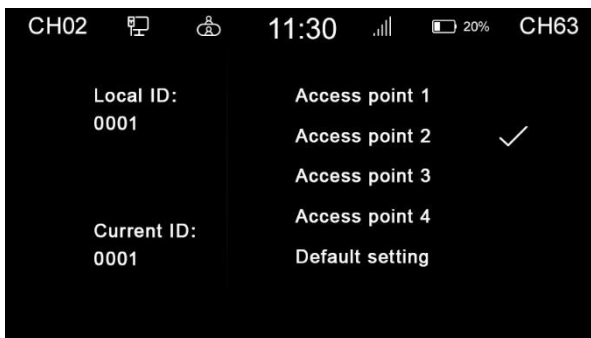 CH02 11:30 20% CH63
Local ID:
0001
Current ID:
0001
Access point 1
Access point 2
Access point 3
Access point 4
Default setting